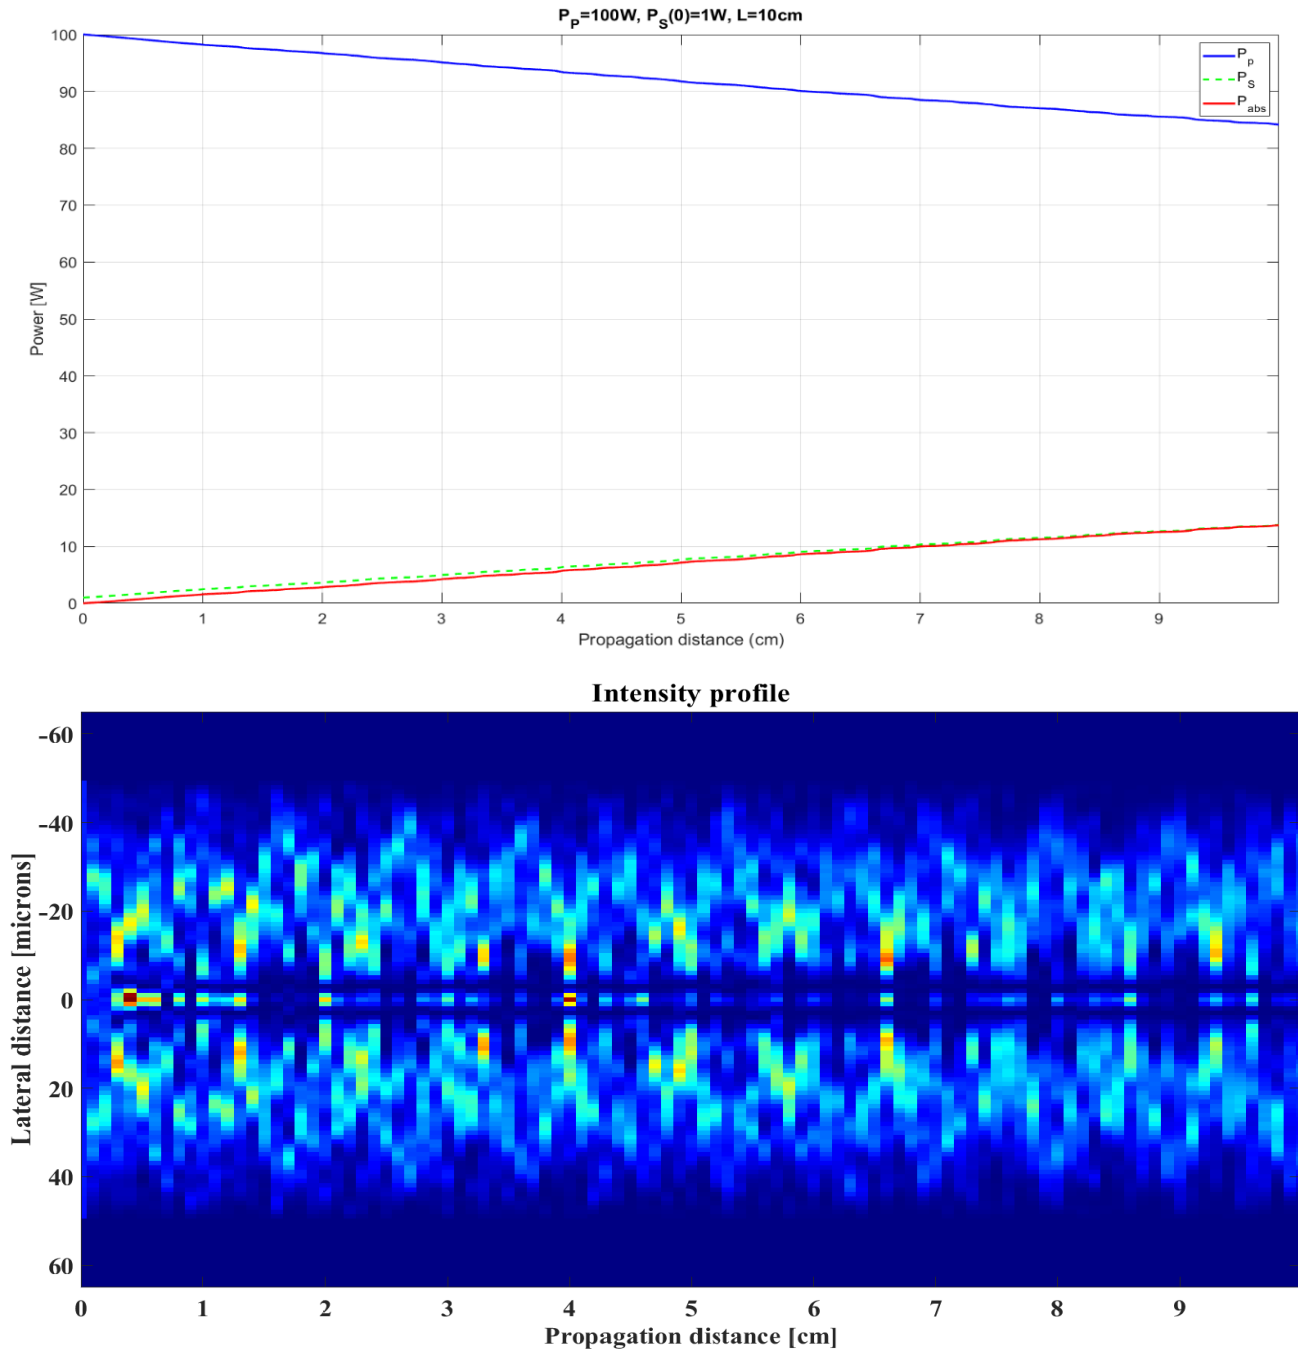 P_P=100W, P_S(0)=1W, L=10cm
100
90
80
70
60
50
40
30
20
10
0
Power [W]
P_p
P_S
P_abs
0 1 2 3 4 5 6 7 8 9
Propagation distance (cm)
Intensity profile
-60
-40
-20
0
20
40
60
Lateral distance [microns]
0 1 2 3 4 5 6 7 8 9
Propagation distance [cm]